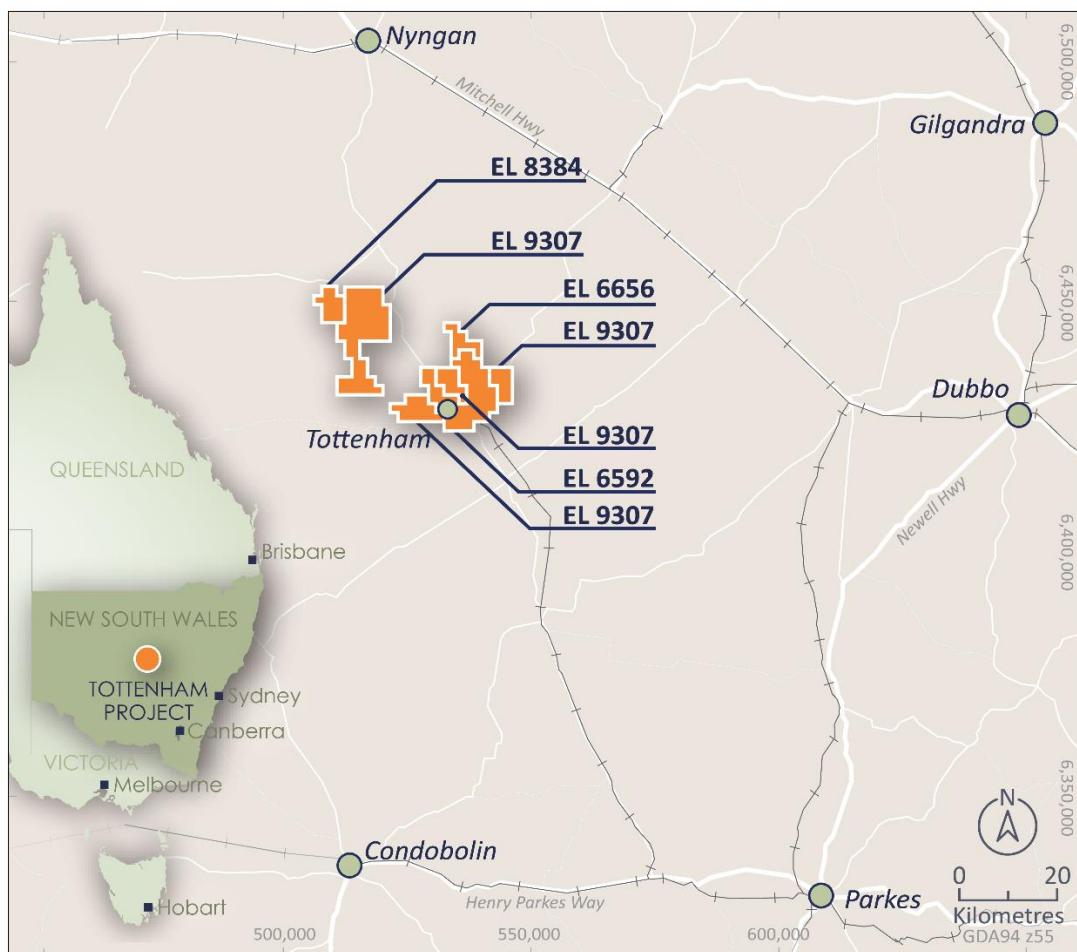 Nyngan
6,500,000
Mitchell Hwy
Gilgandra
EL 8384
EL 9307
EL 6656
6,450,000
EL 9307
Dubbo
EL 9307
Tottenham
QUEENSLAND
EL 6592
EL 9307
Newell Hwy
6,400,000
Brisbane
NEW SOUTH WALES
TOTTENHAM
PROJECT
Sydney
Canberra
VICTORIA
Melbourne
6,350,000
N
Condobolin
0 20
Kilometres
Hobart
Henry Parkes Way
Parkes
500,000
550,000
600,000
GDA94 z55